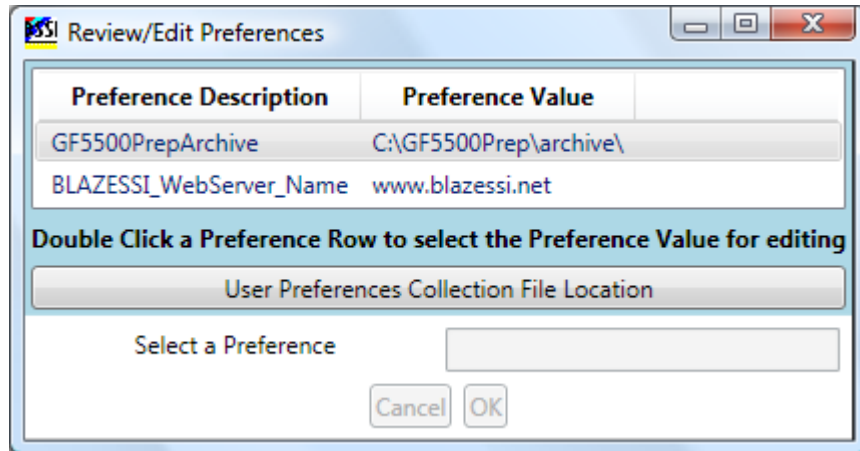 BSSI Review/Edit Preferences
Preference Description Preference Value
GF5500PrepArchive C:\GF5500Prep\archive\
BLAZESSI_WebServer_Name www.blazessi.net
Double Click a Preference Row to select the Preference Value for editing
User Preferences Collection File Location
Select a Preference
Cancel OK